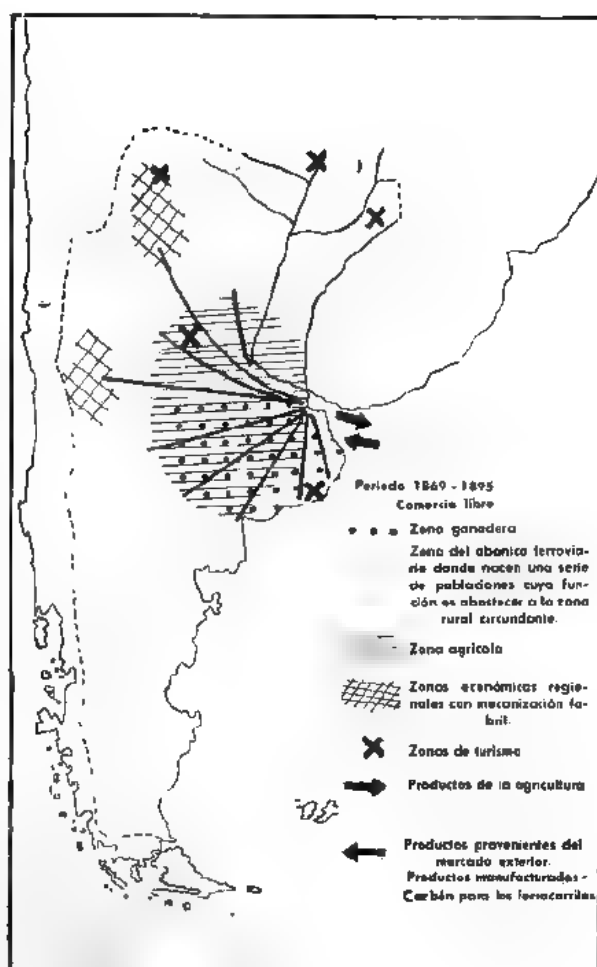 Periodo 1869 - 1895
Comercio libre
Zona ganadera
Zona del abanico ferrovia-
rio donde nacen una serie
de poblaciones cuya fun-
ción es abastecer a la zona
rural circundante.
Zona agricola
Zonas económicas regio-
nales con mecanización fa-
bril.
Zonas de turismo
Productos de la agricultura
Productos provenientes del
mercado exterior.
Productos manufacturados -
Carbón para los ferrocarriles